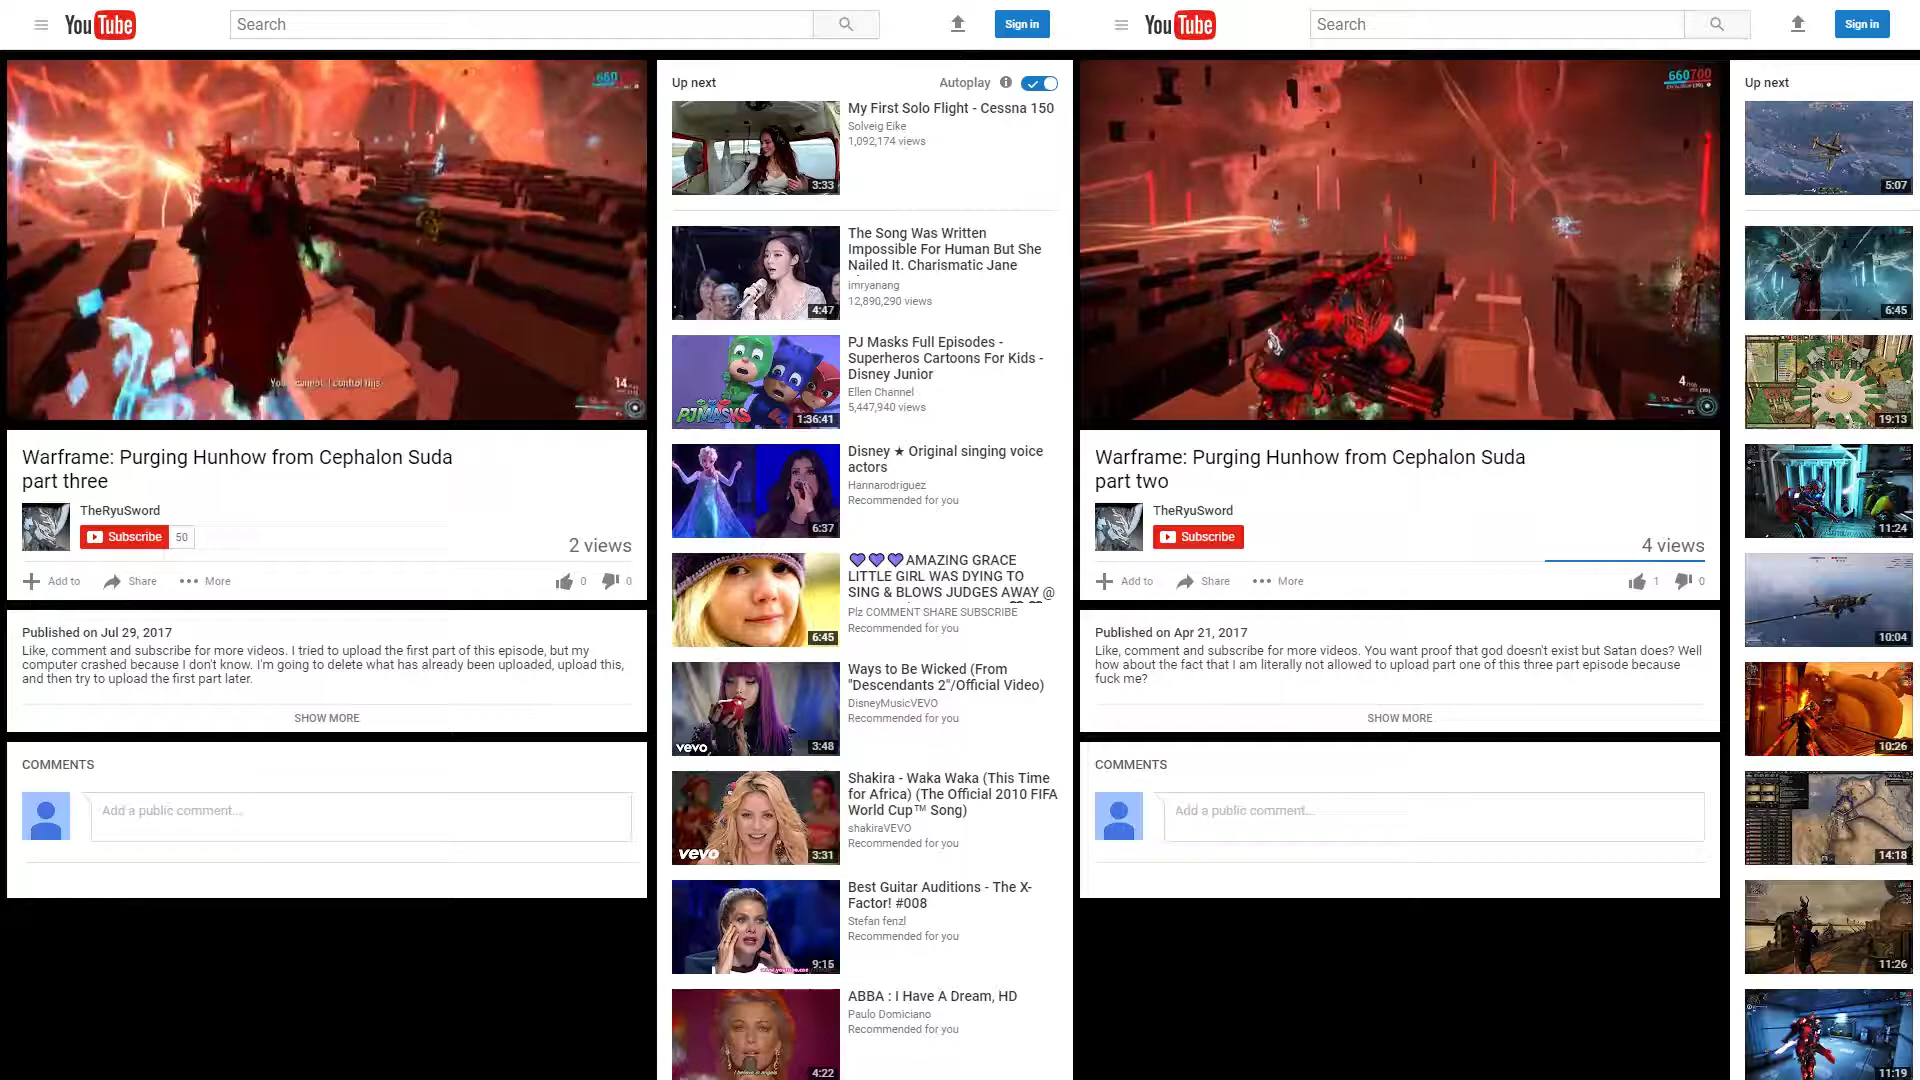 YouTube
Search
Sign in
660
You cannot. I control this.
14
Warframe: Purging Hunhow from Cephalon Suda
part three
TheRyuSword
Subscribe 50
2 views
Add to Share More 0 0
Published on Jul 29, 2017
Like, comment and subscribe for more videos. I tried to upload the first part of this episode, but my
computer crashed because I don't know. I'm going to delete what has already been uploaded, upload this,
and then try to upload the first part later.
SHOW MORE
COMMENTS
Add a public comment...
Up next Autoplay
My First Solo Flight - Cessna 150
Solveig Eike
1,092,174 views
3:33
The Song Was Written
Impossible For Human But She
Nailed It. Charismatic Jane
imryanang
12,890,290 views
4:47
PJ Masks Full Episodes -
Superheros Cartoons For Kids -
Disney Junior
Ellen Channel
5,447,940 views
PJ MASKS
1:36:41
Disney ★ Original singing voice
actors
Hannarodriguez
Recommended for you
6:37
💜💜💜AMAZING GRACE
LITTLE GIRL WAS DYING TO
SING & BLOWS JUDGES AWAY @
Plz COMMENT SHARE SUBSCRIBE
Recommended for you
6:45
Ways to Be Wicked (From
"Descendants 2"/Official Video)
DisneyMusicVEVO
Recommended for you
vevo
3:48
Shakira - Waka Waka (This Time
for Africa) (The Official 2010 FIFA
World Cup™ Song)
shakiraVEVO
Recommended for you
vevo
3:31
Best Guitar Auditions - The X-
Factor! #008
Stefan fenzl
Recommended for you
9:15
ABBA : I Have A Dream, HD
Paulo Domiciano
Recommended for you
I believe in angels
4:22
YouTube
Search
Sign in
660 700
4
Warframe: Purging Hunhow from Cephalon Suda
part two
TheRyuSword
Subscribe
4 views
Add to Share More 1 0
Published on Apr 21, 2017
Like, comment and subscribe for more videos. You want proof that god doesn't exist but Satan does? Well
how about the fact that I am literally not allowed to upload part one of this three part episode because
fuck me?
SHOW MORE
COMMENTS
Add a public comment...
Up next
5:07
6:45
19:13
11:24
10:04
10:26
14:18
11:26
11:19